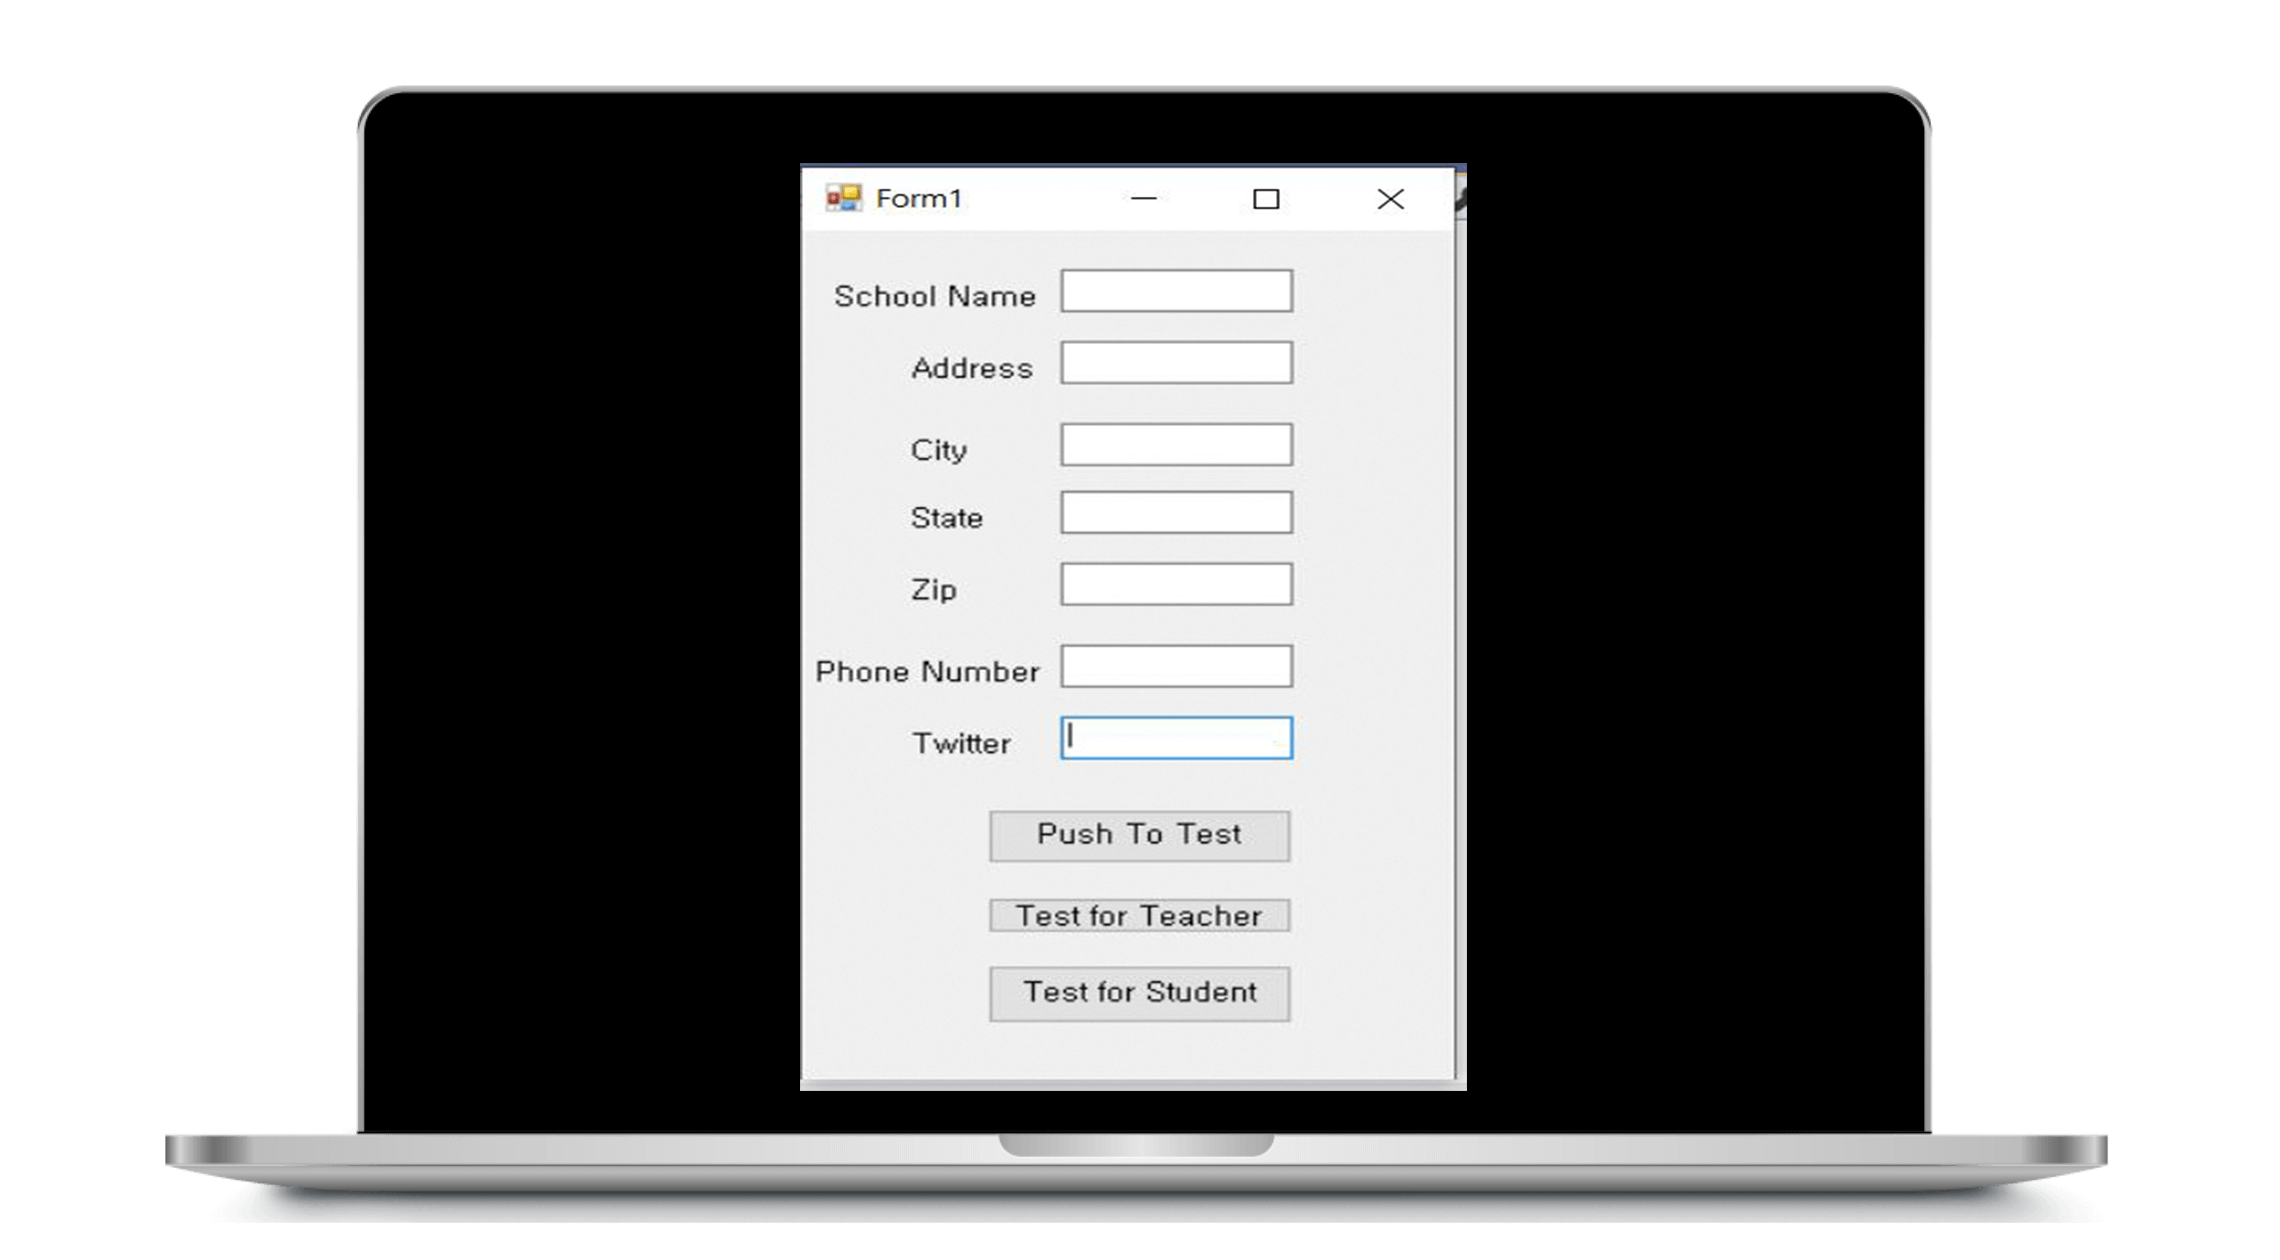 Form1
School Name
Address
City
State
Zip
Phone Number
Twitter
Push To Test
Test for Teacher
Test for Student